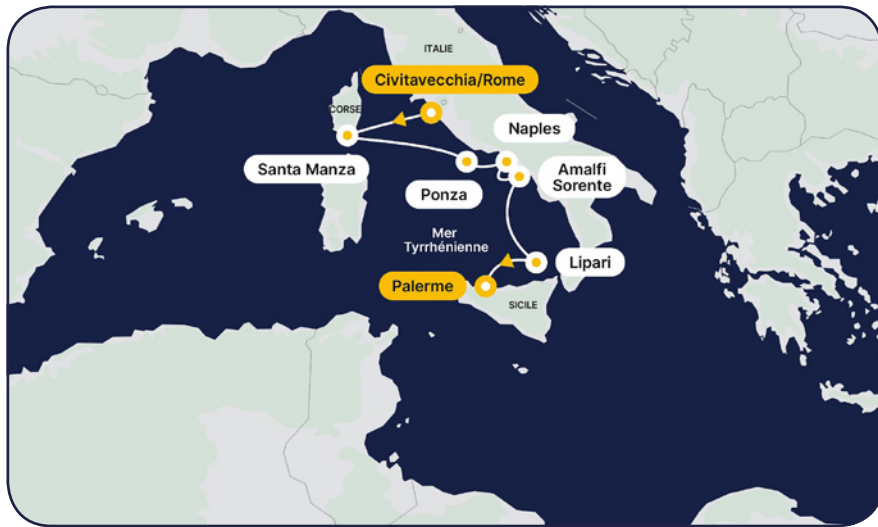 ITALIE
Civitavecchia/Rome
CORSE
Naples
Santa Manza
Ponza
Amalfi
Sorente
Mer
Tyrrhénienne
Lipari
Palerme
SICILE